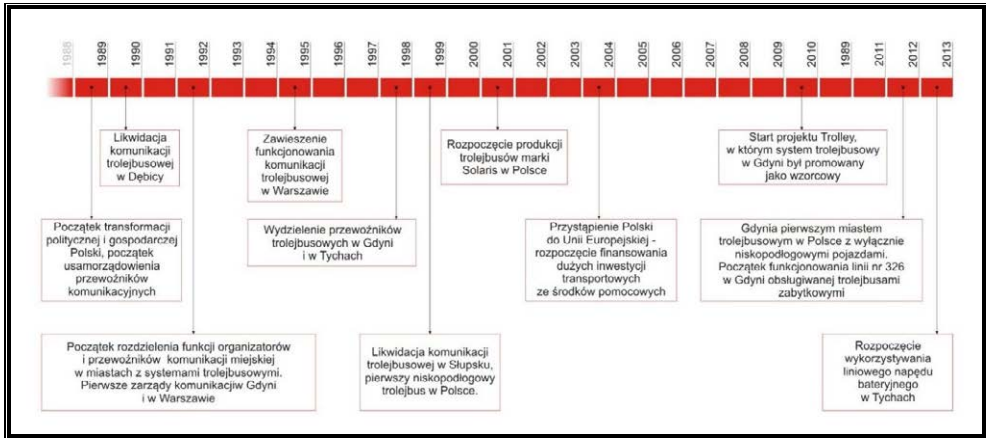 1988
1989
1990
1991
1992
1993
1994
1995
1996
1997
1998
1999
2000
2001
2002
2003
2004
2005
2006
2007
2008
2009
2010
1989
2011
2012
2013
Likwidacja
komunikacji
trolejbusowej
w Dębicy
Zawieszenie
funkcjonowania
komunikacji
trolejbusowej
w Warszawie
Rozpoczęcie produkcji
trolejbusów marki
Solaris w Polsce
Start projektu Trolley,
w którym system trolejbusowy
w Gdyni był promowany
jako wzorcowy
Początek transformacji
politycznej i gospodarczej
Polski, początek
usamorządowienia
przewoźników
komunikacyjnych
Wydzielenie przewoźników
trolejbusowych w Gdyni
i w Tychach
Przystąpienie Polski
do Unii Europejskiej -
rozpoczęcie finansowania
dużych inwestycji
transportowych
ze środków pomocowych
Gdynia pierwszym miastem
trolejbusowym w Polsce z wyłącznie
niskopodłogowymi pojazdami.
Początek funkcjonowania linii nr 326
w Gdyni obsługiwanej trolejbusami
zabytkowymi
Początek rozdzielenia funkcji organizatorów
i przewoźników komunikacji miejskiej
w miastach z systemami trolejbusowymi.
Pierwsze zarządy komunikacjiw Gdyni
i w Warszawie
Likwidacja komunikacji
trolejbusowej w Słupsku,
pierwszy niskopodłogowy
trolejbus w Polsce.
Rozpoczęcie
wykorzystywania
liniowego napędu
bateryjnego
w Tychach